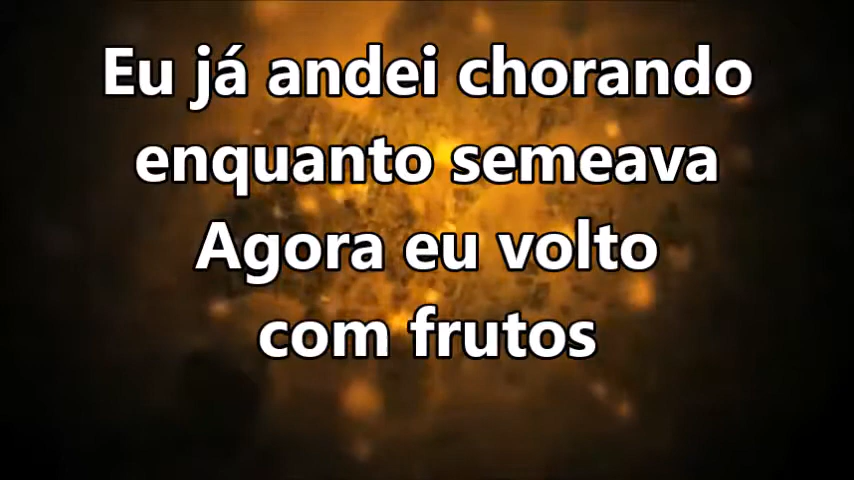 Eu já andei chorando
enquanto semeava
Agora eu volto
com frutos